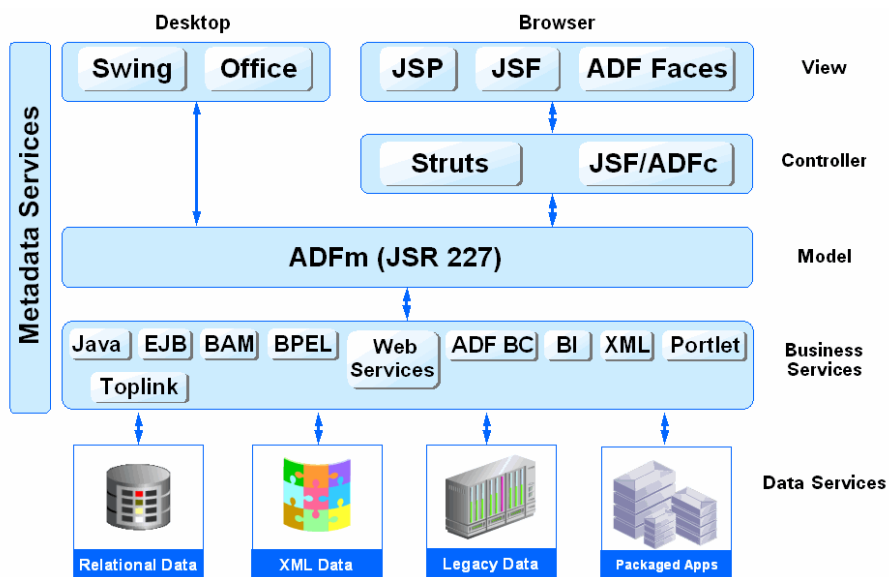 Desktop
Browser
Swing
Office
JSP
JSF
ADF Faces
View
Metadata Services
Struts
JSF/ADFc
Controller
ADFm (JSR 227)
Model
Java
EJB
BAM
BPEL
Web
Services
ADF BC
BI
XML
Portlet
Toplink
Business
Services
Data Services
Relational Data
XML Data
Legacy Data
Packaged Apps